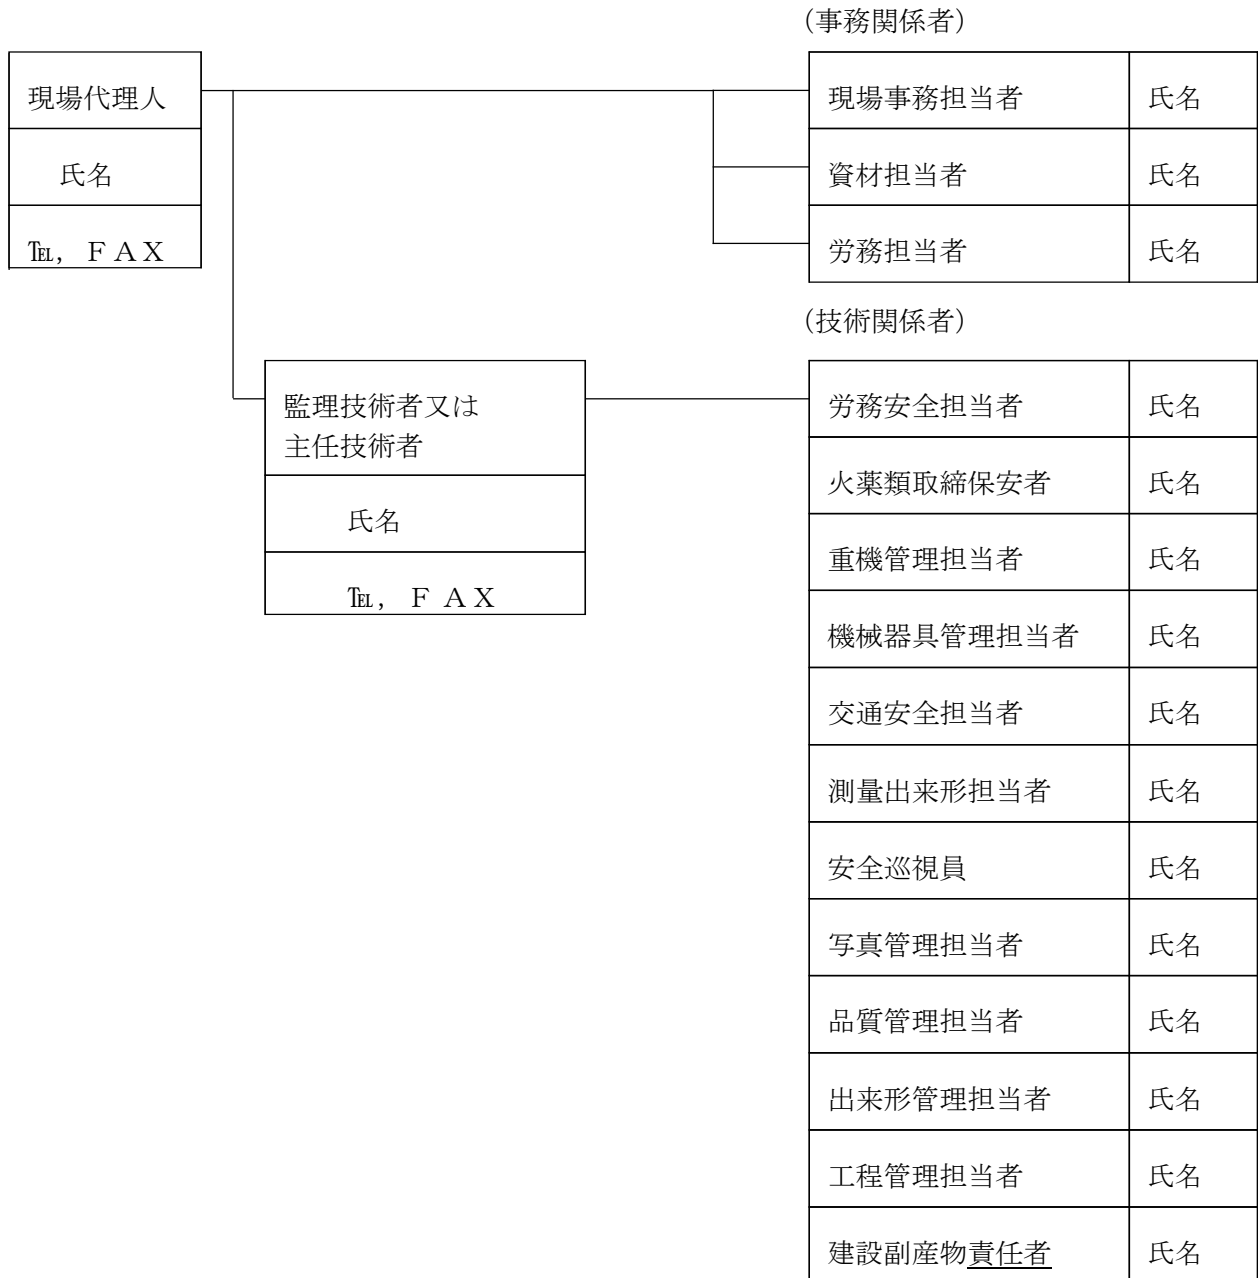 (事務関係者)
現場代理人
氏名
℡, ＦＡＸ
現場事務担当者 氏名
資材担当者 氏名
労務担当者 氏名
(技術関係者)
監理技術者又は
主任技術者
氏名
℡, ＦＡＸ
労務安全担当者 氏名
火薬類取締保安者 氏名
重機管理担当者 氏名
機械器具管理担当者 氏名
交通安全担当者 氏名
測量出来形担当者 氏名
安全巡視員 氏名
写真管理担当者 氏名
品質管理担当者 氏名
出来形管理担当者 氏名
工程管理担当者 氏名
建設副産物責任者 氏名